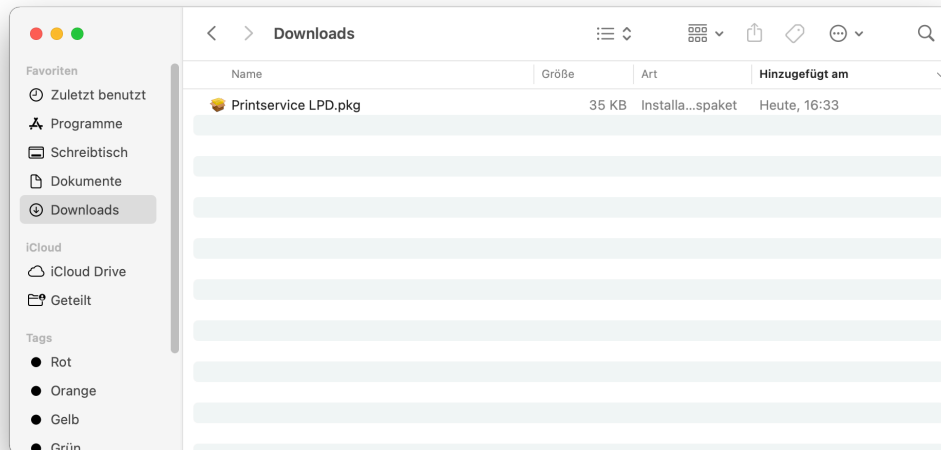 Downloads
Favoriten
Zuletzt benutzt
Programme
Schreibtisch
Dokumente
Downloads
iCloud
iCloud Drive
Geteilt
Tags
Rot
Orange
Gelb
Grün
Name Größe Art Hinzugefügt am
Printservice LPD.pkg 35 KB Installa...spaket Heute, 16:33